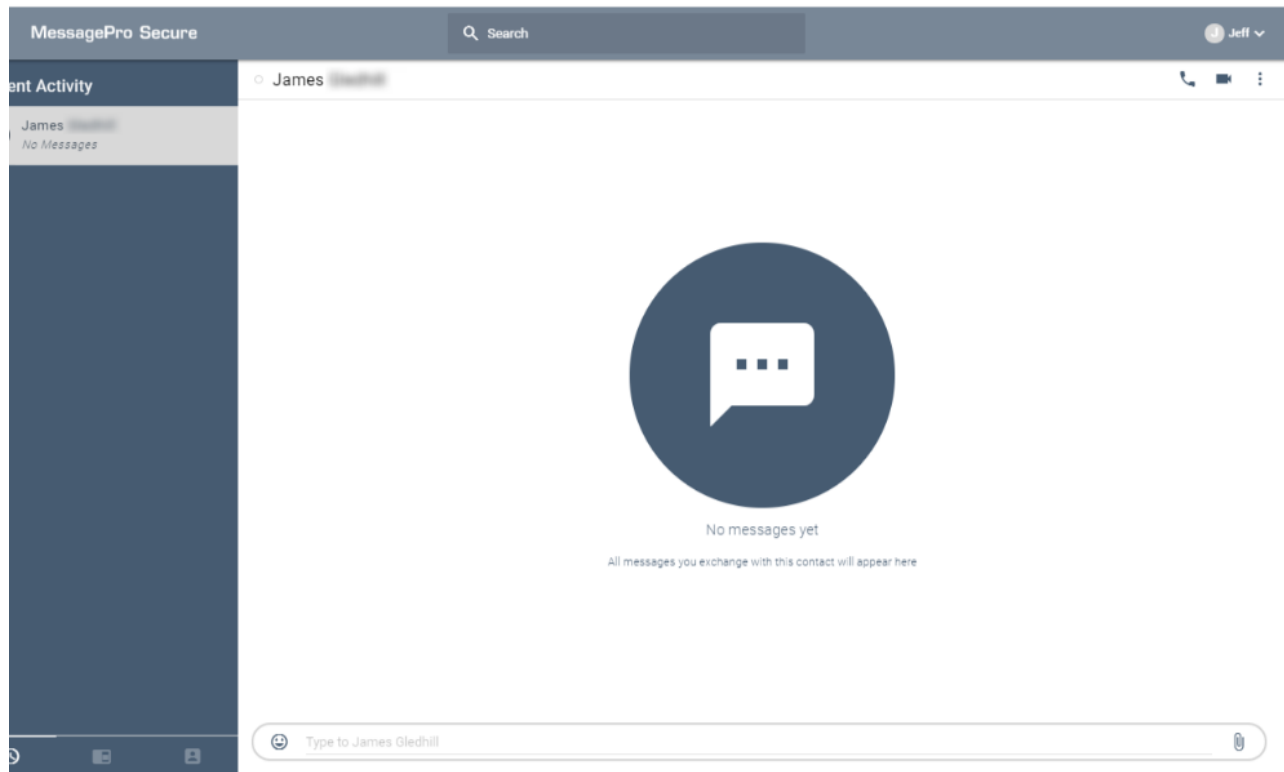 MessagePro Secure
Search
J Jeff
ent Activity
James
James
No Messages
No messages yet
All messages you exchange with this contact will appear here
Type to James Gledhill